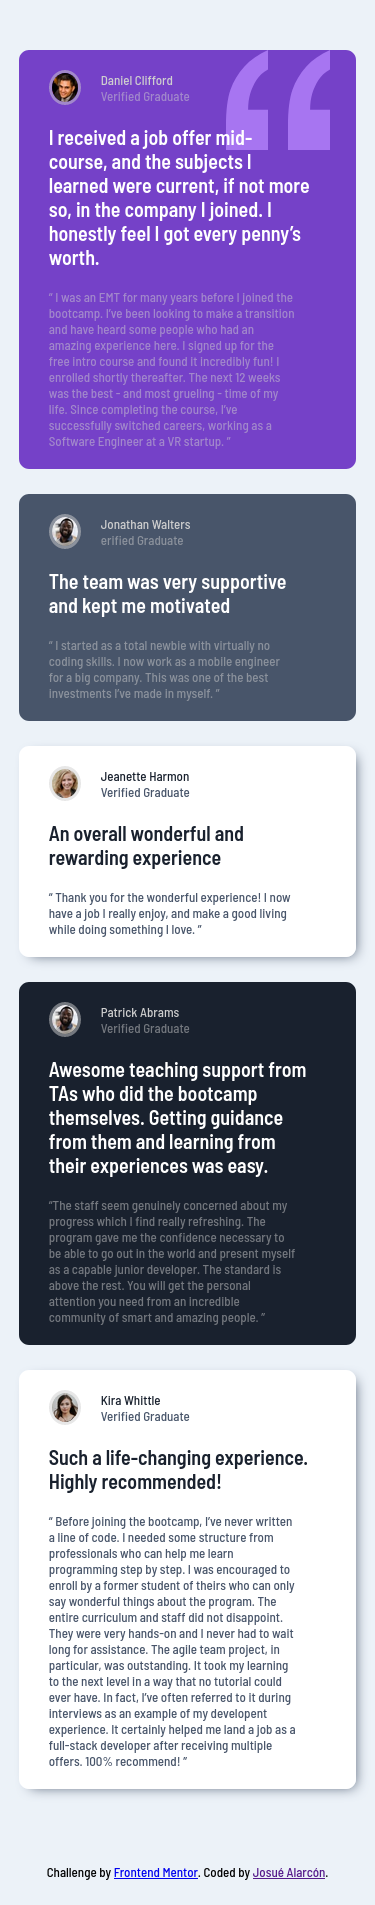 Daniel Clifford
Verified Graduate
I received a job offer mid-
course, and the subjects I
learned were current, if not more
so, in the company I joined. I
honestly feel I got every penny’s
worth.
“ I was an EMT for many years before I joined the
bootcamp. I’ve been looking to make a transition
and have heard some people who had an
amazing experience here. I signed up for the
free intro course and found it incredibly fun! I
enrolled shortly thereafter. The next 12 weeks
was the best - and most grueling - time of my
life. Since completing the course, I’ve
successfully switched careers, working as a
Software Engineer at a VR startup. ”
Jonathan Walters
erified Graduate
The team was very supportive
and kept me motivated
“ I started as a total newbie with virtually no
coding skills. I now work as a mobile engineer
for a big company. This was one of the best
investments I’ve made in myself. ”
Jeanette Harmon
Verified Graduate
An overall wonderful and
rewarding experience
“ Thank you for the wonderful experience! I now
have a job I really enjoy, and make a good living
while doing something I love. ”
Patrick Abrams
Verified Graduate
Awesome teaching support from
TAs who did the bootcamp
themselves. Getting guidance
from them and learning from
their experiences was easy.
“The staff seem genuinely concerned about my
progress which I find really refreshing. The
program gave me the confidence necessary to
be able to go out in the world and present myself
as a capable junior developer. The standard is
above the rest. You will get the personal
attention you need from an incredible
community of smart and amazing people. ”
Kira Whittle
Verified Graduate
Such a life-changing experience.
Highly recommended!
“ Before joining the bootcamp, I’ve never written
a line of code. I needed some structure from
professionals who can help me learn
programming step by step. I was encouraged to
enroll by a former student of theirs who can only
say wonderful things about the program. The
entire curriculum and staff did not disappoint.
They were very hands-on and I never had to wait
long for assistance. The agile team project, in
particular, was outstanding. It took my learning
to the next level in a way that no tutorial could
ever have. In fact, I’ve often referred to it during
interviews as an example of my developent
experience. It certainly helped me land a job as a
full-stack developer after receiving multiple
offers. 100% recommend! ”
Challenge by Frontend Mentor. Coded by Josué Alarcón.